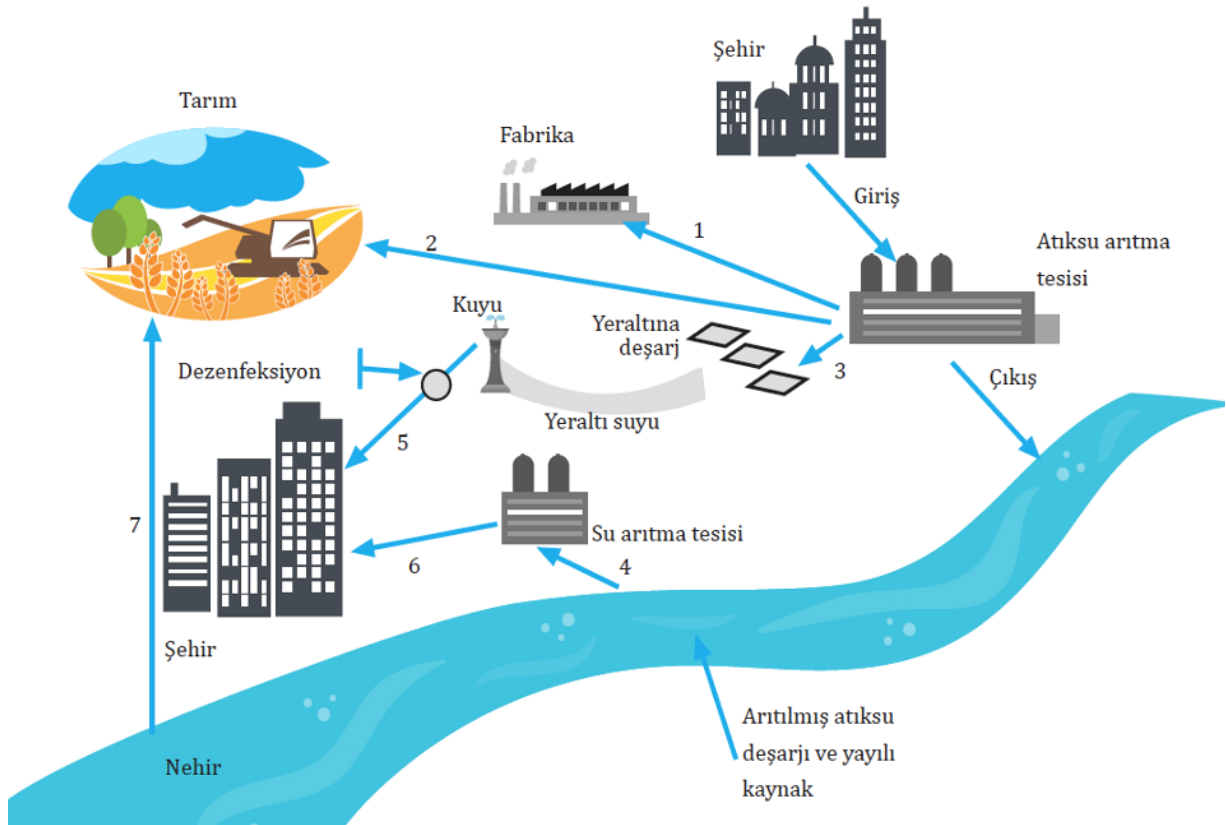 Şehir
Tarım
Fabrika
Giriş
1
2
Atıksu arıtma
tesisi
Kuyu
Yeraltına
deşarj
3
Dezenfeksiyon
Çıkış
Yeraltı suyu
5
7
Su arıtma tesisi
6
4
Şehir
Arıtılmış atıksu
deşarjı ve yayılı
kaynak
Nehir